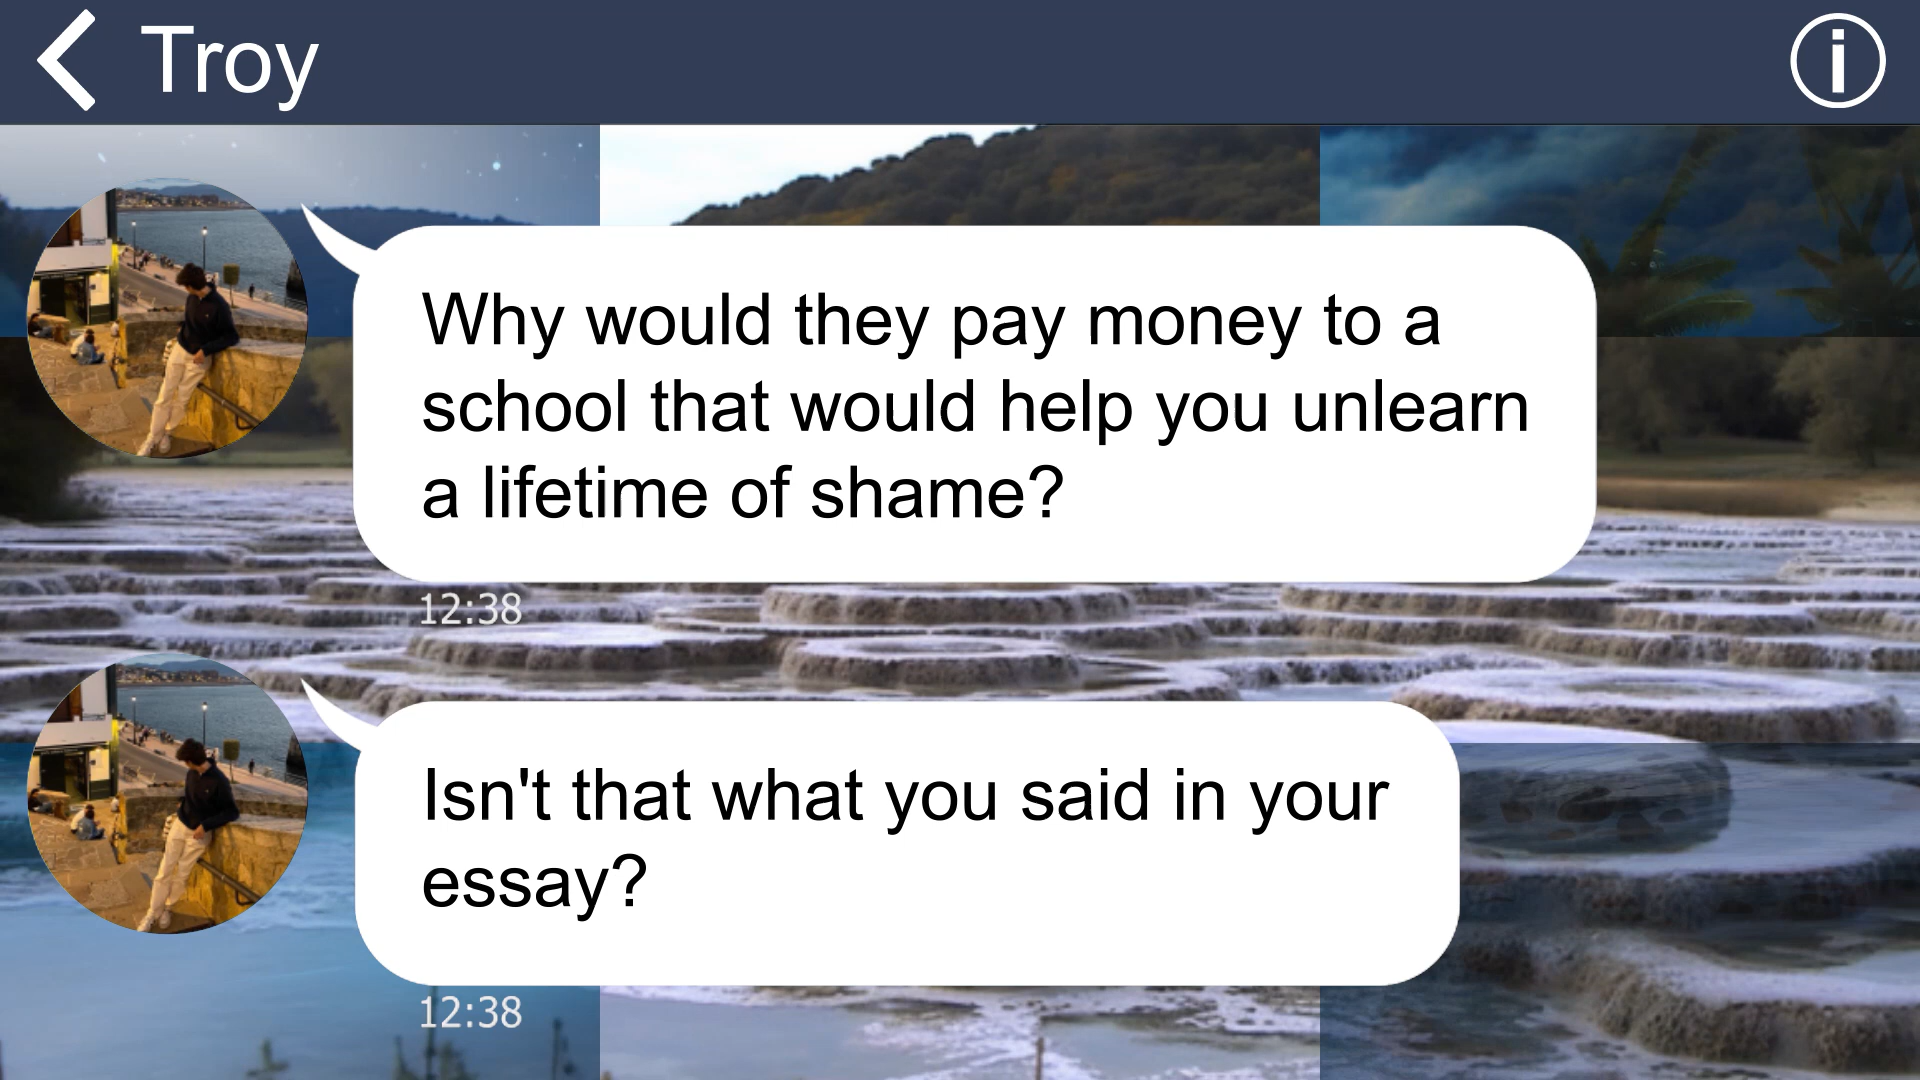 Troy
Why would they pay money to a
school that would help you unlearn
a lifetime of shame?
12:38
Isn't that what you said in your
essay?
12:38